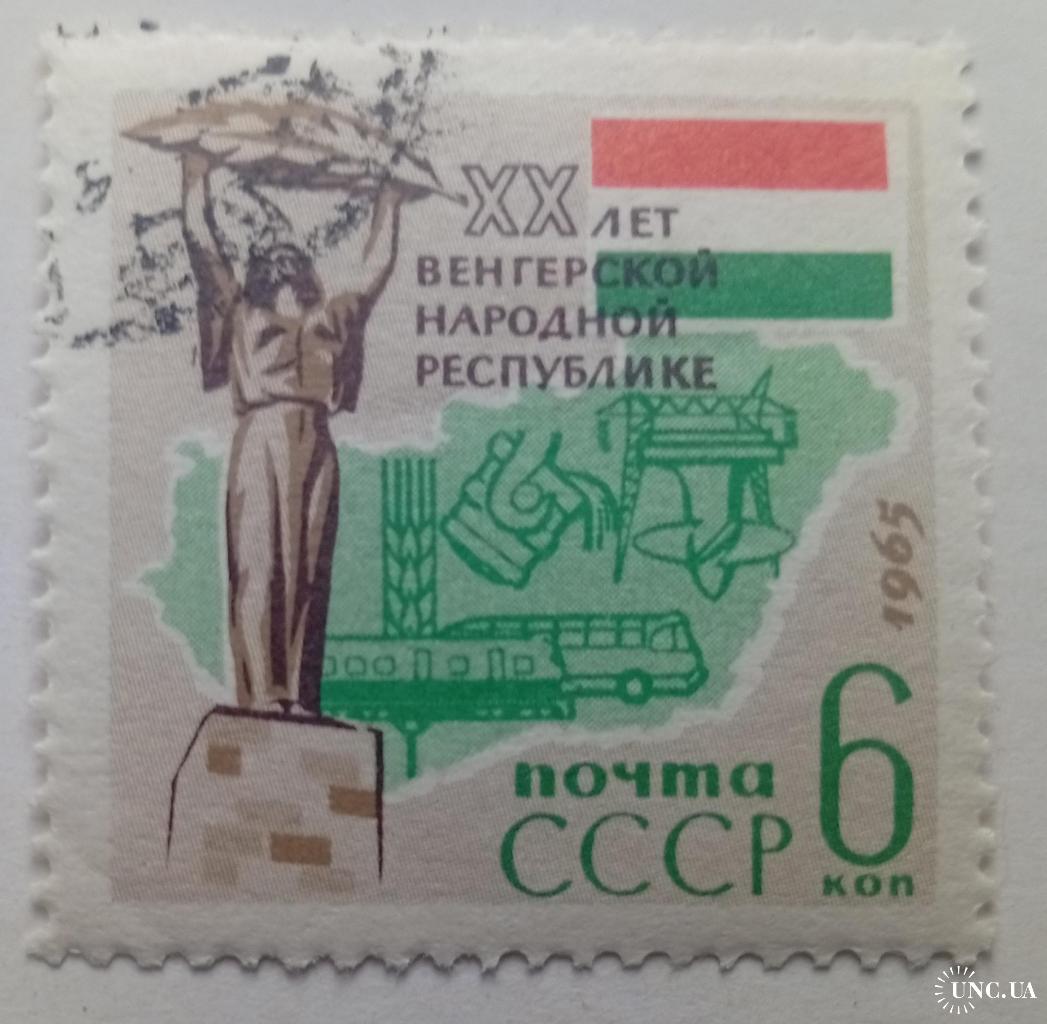 XX ЛЕТ
ВЕНГЕРСКОЙ
НАРОДНОЙ
РЕСПУБЛИКЕ
1965
почта
СССР
6
коп
UNC.UA